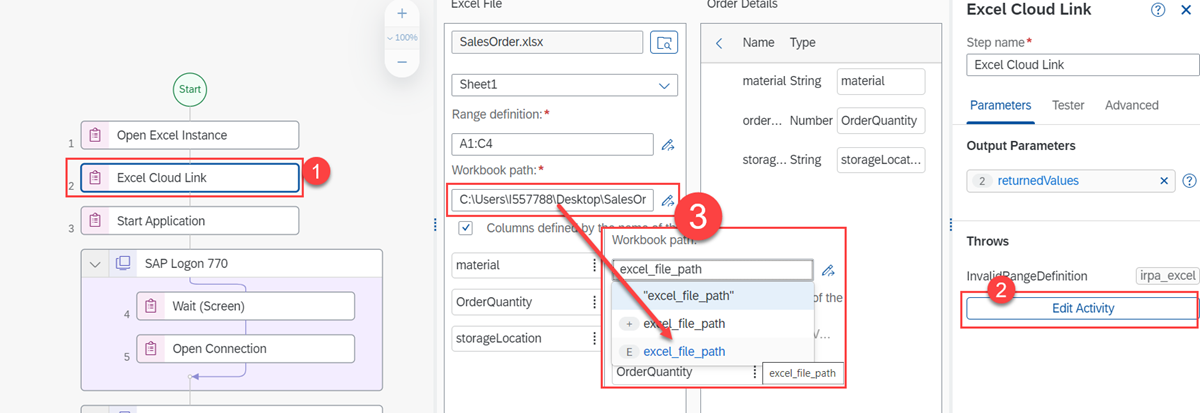 Start
1
Open Excel Instance
2
Excel Cloud Link
1
3
Start Application
SAP Logon 770
4
Wait (Screen)
5
Open Connection
100%
Excel File
SalesOrder.xlsx
Sheet1
Range definition:*
A1:C4
Workbook path:*
C:\Users\I557788\Desktop\SalesOr
3
Columns defined by the name of the
material
OrderQuantity
storageLocation
Workbook path:
excel_file_path
"excel_file_path"
of the
+ excel_file_path
V...
E excel_file_path
OrderQuantity
excel_file_path
Order Details
Name Type
material String material
order... Number OrderQuantity
storag... String storageLocat...
Excel Cloud Link
Step name*
Excel Cloud Link
Parameters Tester Advanced
Output Parameters
2 returnedValues
Throws
InvalidRangeDefinition irpa_excel
2
Edit Activity